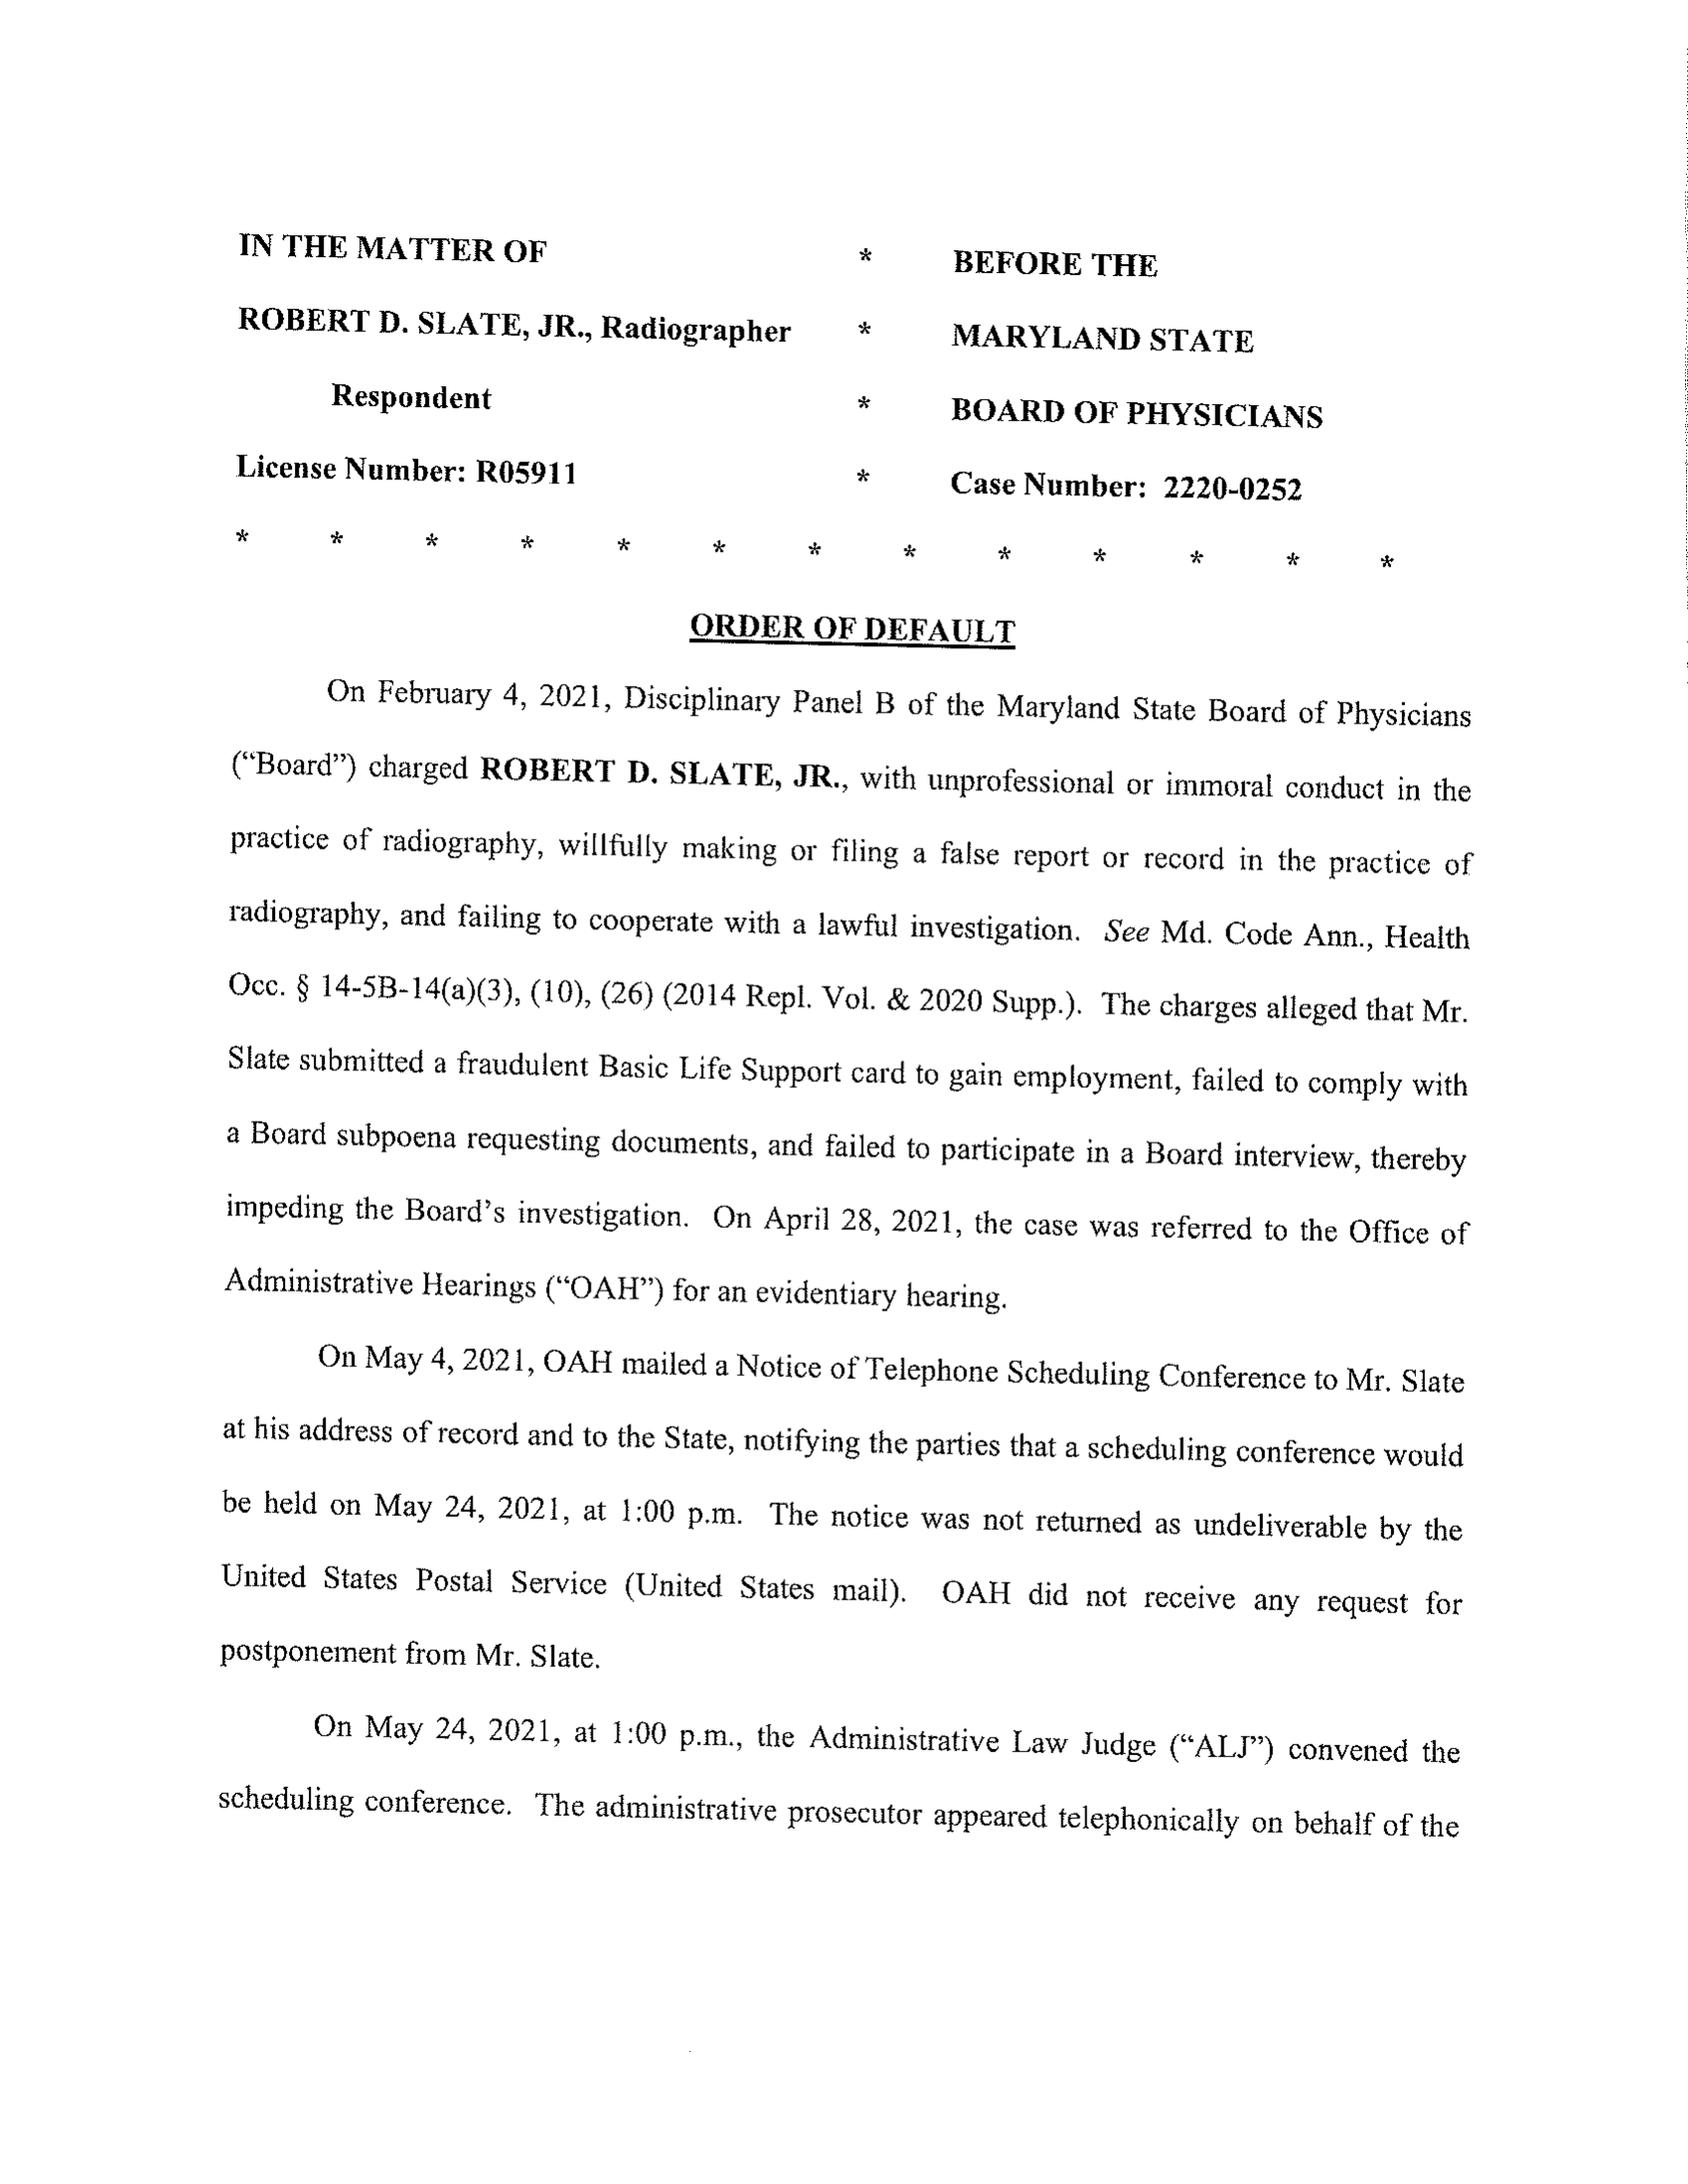 IN THE MATTER OF * BEFORE THE
ROBERT D. SLATE, JR., Radiographer * MARYLAND STATE
Respondent * BOARD OF PHYSICIANS
License Number: R05911 * Case Number: 2220-0252
* * * * * * * * * * * * *
ORDER OF DEFAULT
On February 4, 2021, Disciplinary Panel B of the Maryland State Board of Physicians
(“Board”) charged ROBERT D. SLATE, JR., with unprofessional or immoral conduct in the
practice of radiography, willfully making or filing a false report or record in the practice of
radiography, and failing to cooperate with a lawful investigation. See Md. Code Ann., Health
Occ. § 14-5B-14(a)(3), (10), (26) (2014 Repl. Vol. & 2020 Supp.). The charges alleged that Mr.
Slate submitted a fraudulent Basic Life Support card to gain employment, failed to comply with
a Board subpoena requesting documents, and failed to participate in a Board interview, thereby
impeding the Board’s investigation. On April 28, 2021, the case was referred to the Office of
Administrative Hearings (“OAH”) for an evidentiary hearing.
On May 4, 2021, OAH mailed a Notice of Telephone Scheduling Conference to Mr. Slate
at his address of record and to the State, notifying the parties that a scheduling conference would
be held on May 24, 2021, at 1:00 p.m. The notice was not returned as undeliverable by the
United States Postal Service (United States mail). OAH did not receive any request for
postponement from Mr. Slate.
On May 24, 2021, at 1:00 p.m., the Administrative Law Judge (“ALJ”) convened the
scheduling conference. The administrative prosecutor appeared telephonically on behalf of the